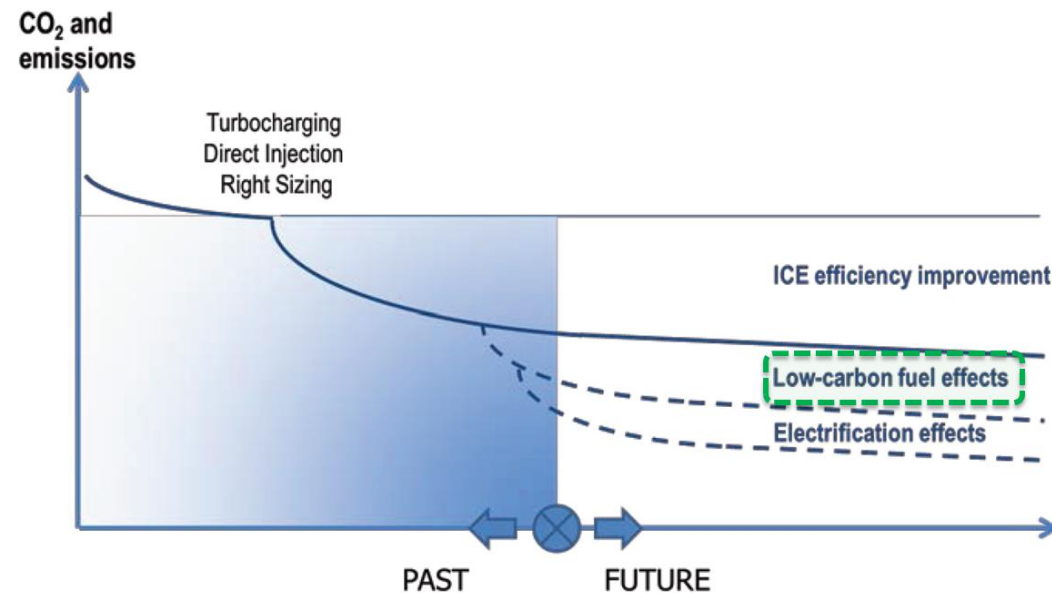 CO₂ and
emissions
Turbocharging
Direct Injection
Right Sizing
ICE efficiency improvement
Low-carbon fuel effects
Electrification effects
PAST
FUTURE